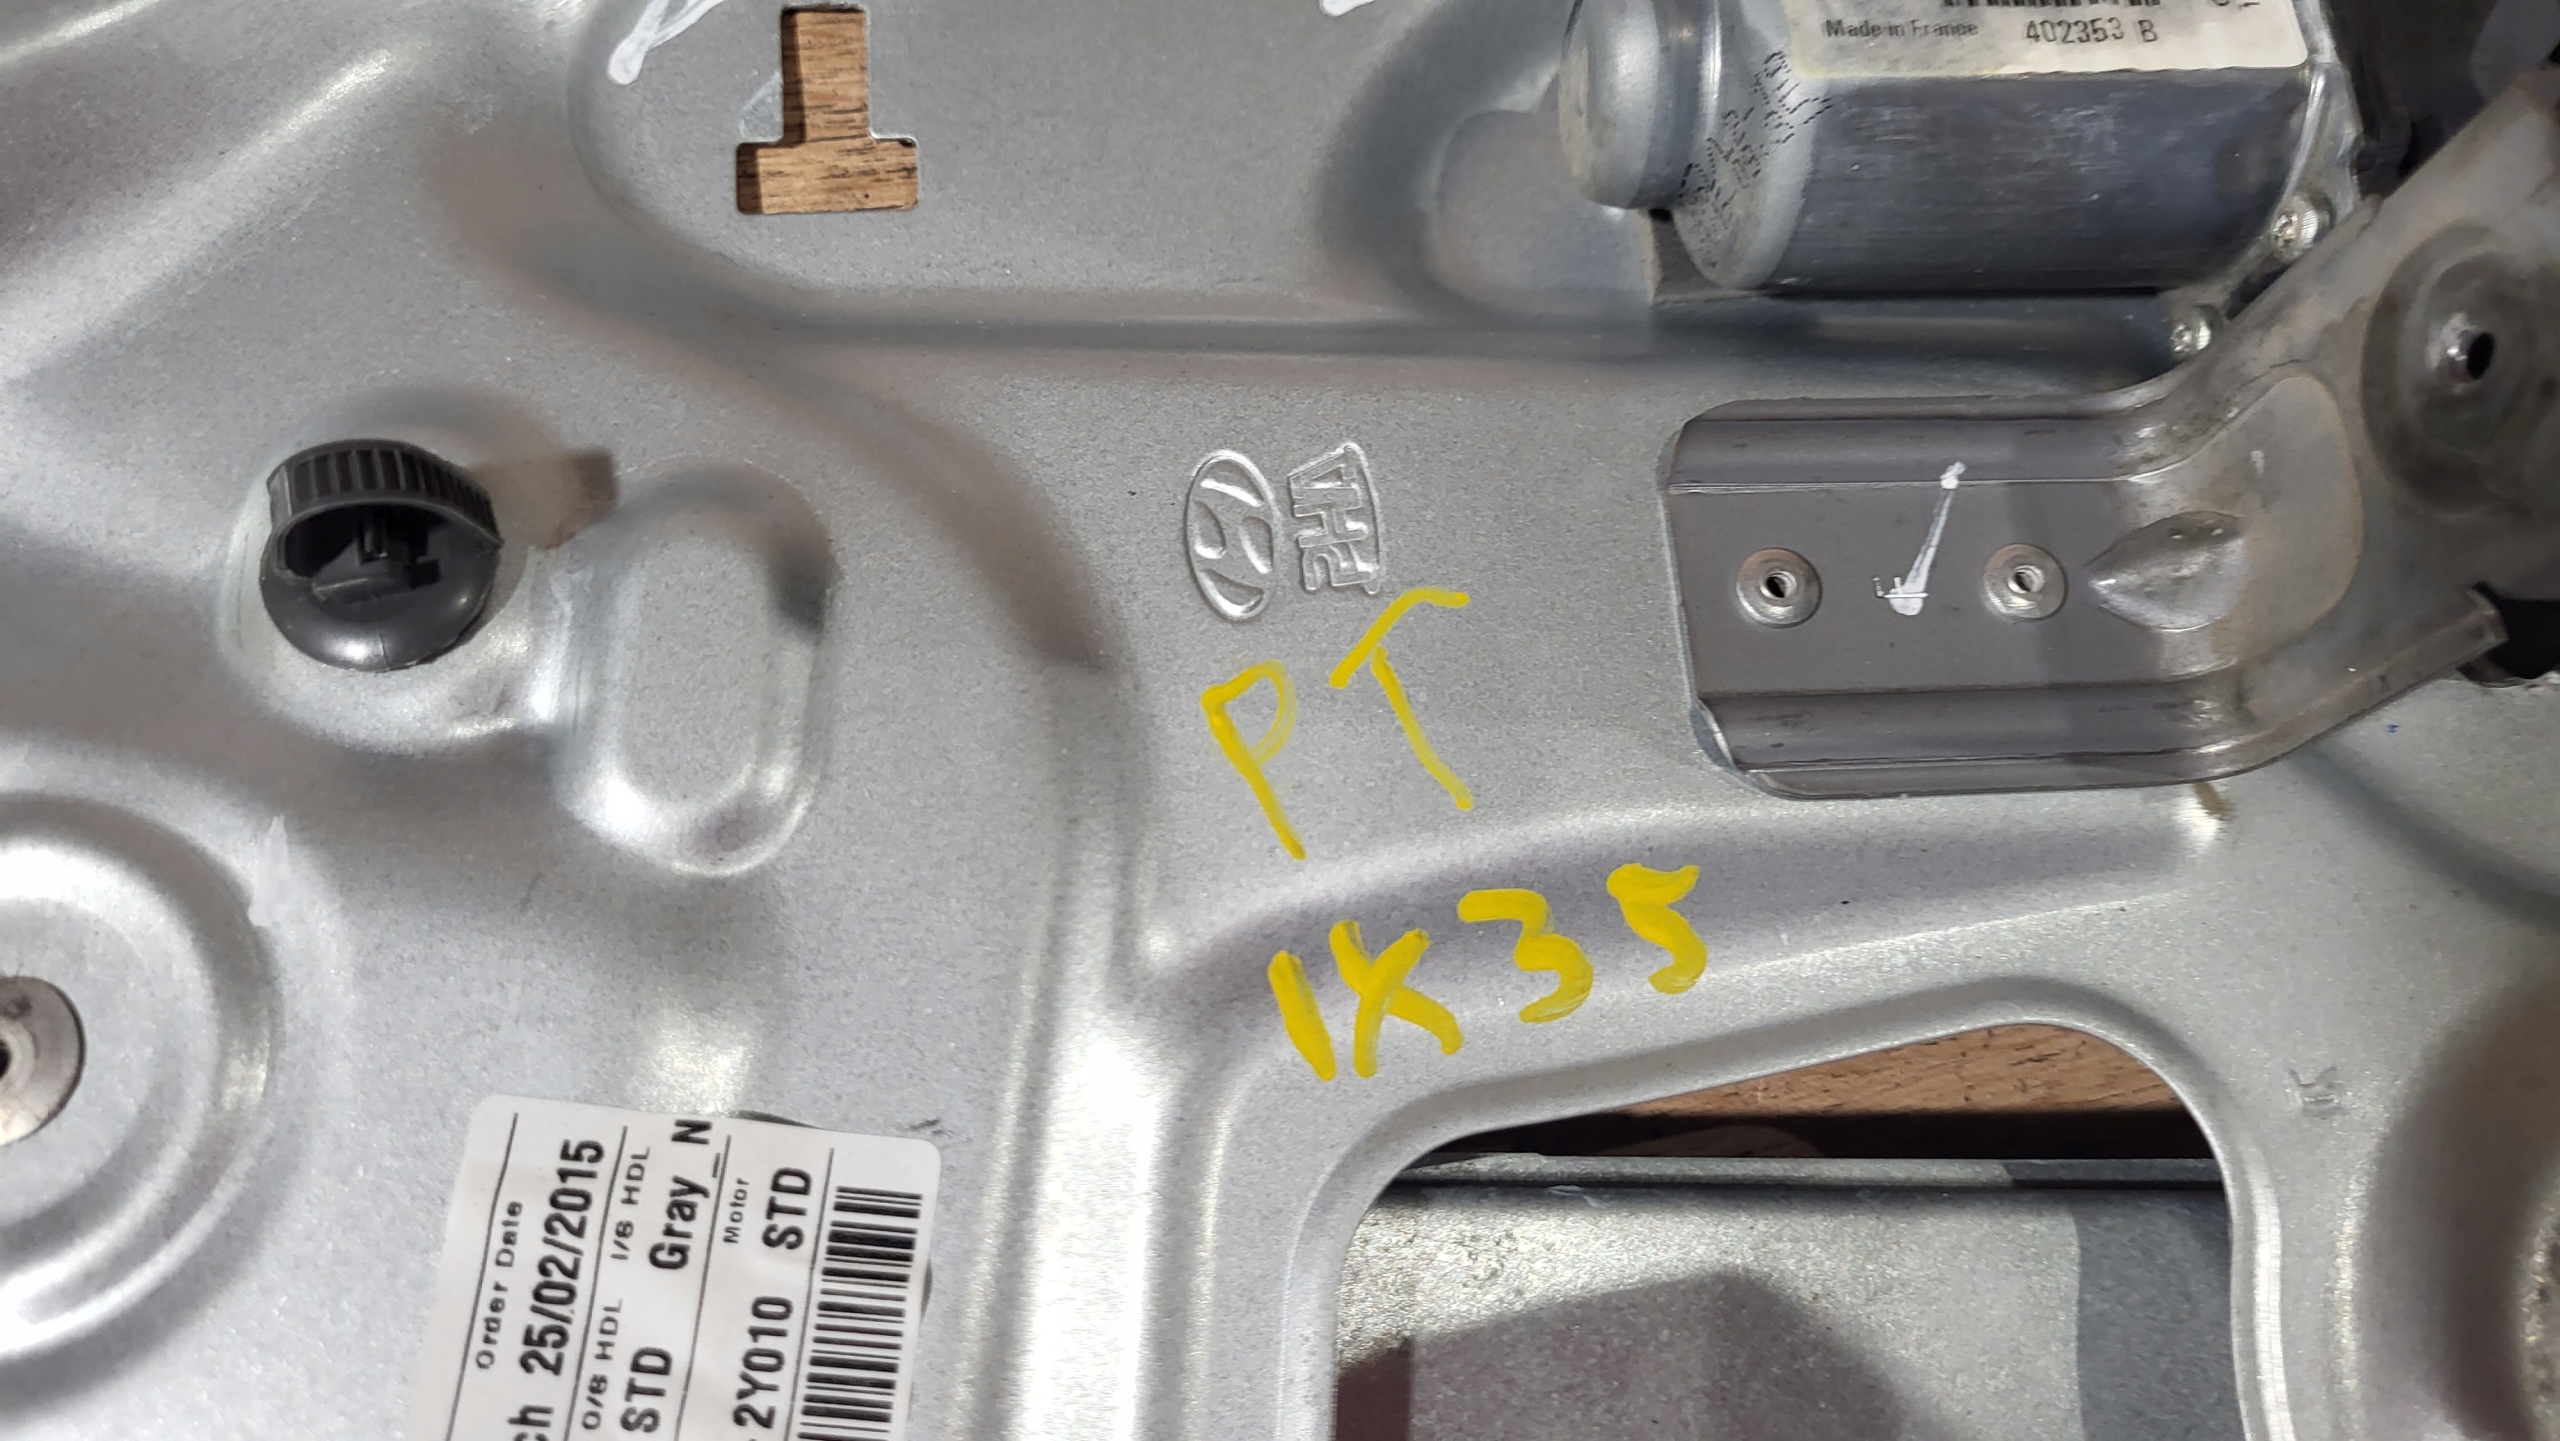 Made in France 402353 B
PHA
PT
IX35
Order Date
ch 25/02/2015
O/S HDL I/S HDL
STD Gray_N
Motor
2Y010 STD